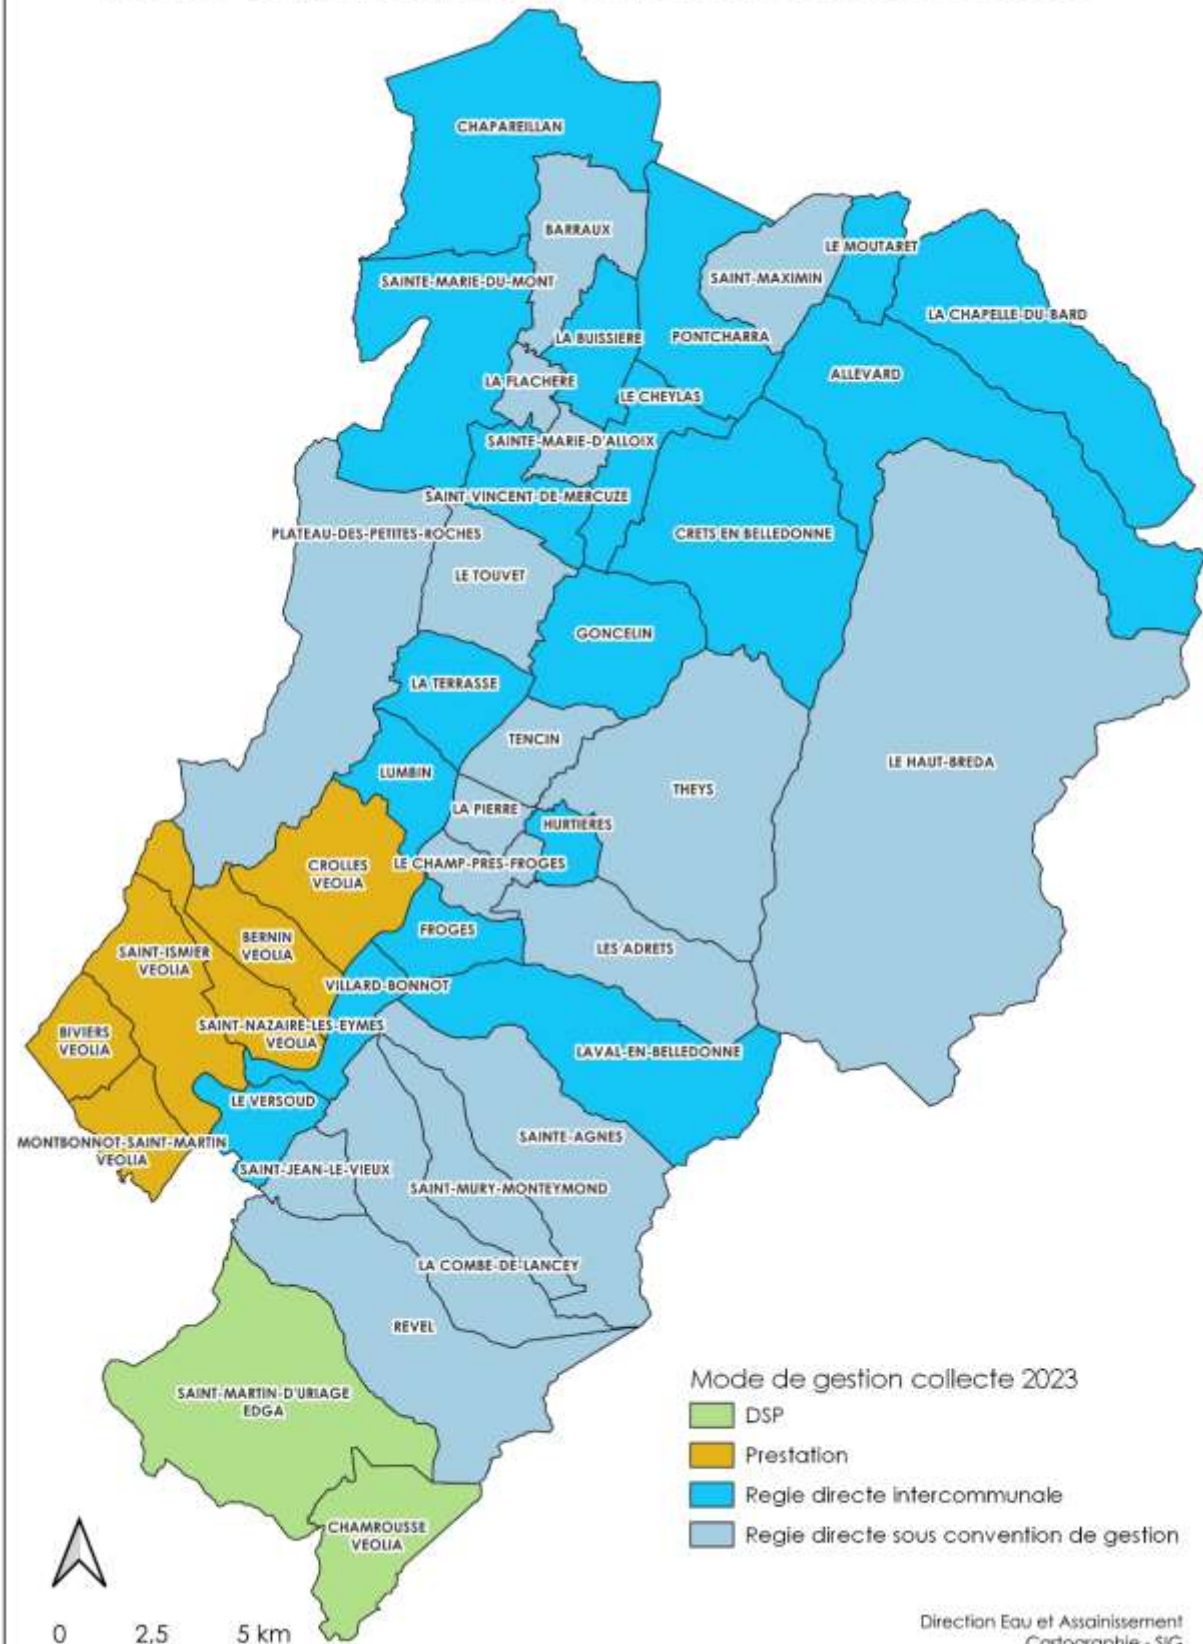 CHAPAREILLAN
BARRAUX
LE MOUTARET
SAINTE-MARIE-DU-MONT
SAINT-MAXIMIN
LA CHAPELLE-DU-BARD
LA BUISSIERE
PONTCHARRA
ALLEVARD
LA FLACHERE
LE CHEYLAS
SAINTE-MARIE-D'ALLOIX
SAINT-VINCENT-DE-MERCUZE
PLATEAU-DES-PETITES-ROCHES
CRETS EN BELLEDONNE
LE TOUVET
GONCELIN
LA TERRASSE
TENCIN
LE HAUT-BREDA
LUMBIN
THEYS
LA PIERRE
HURTIERES
CROLLES
VEOLIA
LE CHAMP-PRES-FROGES
FROGES
BERNIN
VEOLIA
LES ADRETS
SAINT-ISMIER
VEOLIA
VILLARD-BONNOT
SAINT-NAZAIRE-LES-EYMES
VEOLIA
BIVIERS
VEOLIA
LAVAL-EN-BELLEDONNE
LE VERSOUD
MONTBONNOT-SAINT-MARTIN
VEOLIA
SAINTE-AGNES
SAINT-JEAN-LE-VIEUX
SAINT-MURY-MONTEYMOND
LA COMBE-DE-LANCEY
REVEL
SAINT-MARTIN-D'URIAGE
EDGA
CHAMROUSSE
VEOLIA
Mode de gestion collecte 2023
DSP
Prestation
Regie directe intercommunale
Regie directe sous convention de gestion
0 2,5 5 km
Direction Eau et Assainissement
Cartographie - SIG